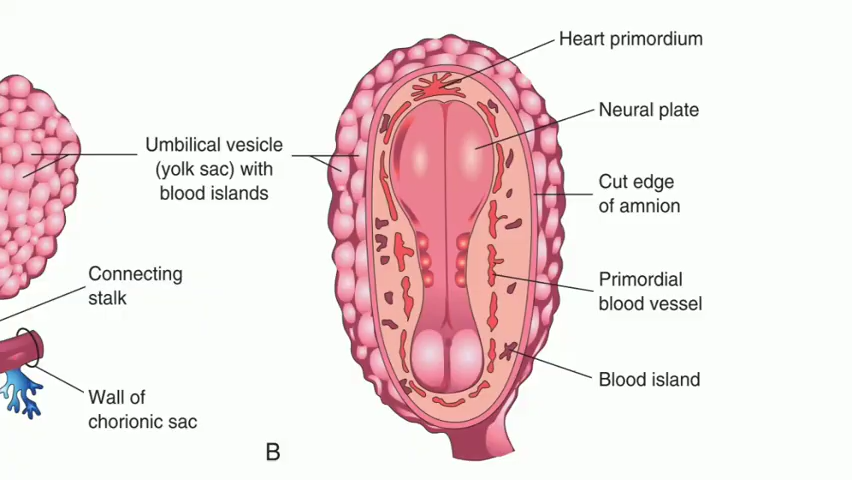 Heart primordium
Neural plate
Umbilical vesicle
(yolk sac) with
blood islands
Cut edge
of amnion
Connecting
stalk
Primordial
blood vessel
Blood island
Wall of
chorionic sac
B